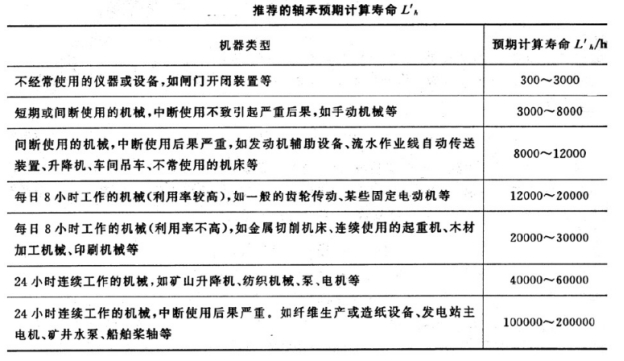 推荐的轴承预期计算寿命 L'h
机器类型
预期计算寿命 L'h/h
不经常使用的仪器或设备,如闸门开闭装置等
300～3000
短期或间断使用的机械,中断使用不致引起严重后果,如手动机械等
3000～8000
间断使用的机械,中断使用后果严重,如发动机辅助设备、流水作业线自动传送
装置、升降机、车间吊车、不常使用的机床等
8000～12000
每日 8 小时工作的机械(利用率较高),如一般的齿轮传动、某些固定电动机等
12000～20000
每日 8 小时工作的机械(利用率不高),如金属切削机床、连续使用的起重机、木材
加工机械、印刷机械等
20000～30000
24 小时连续工作的机械,如矿山升降机、纺织机械、泵、电机等
40000～60000
24 小时连续工作的机械,中断使用后果严重。如纤维生产或造纸设备、发电站主
电机、矿井水泵、船舶桨轴等
100000～200000